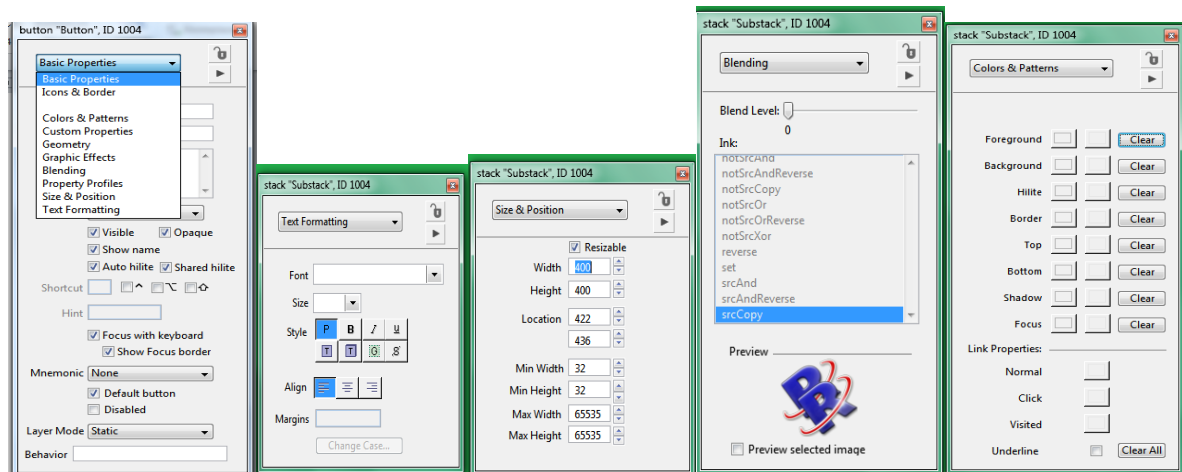 button "Button", ID 1004
Basic Properties
Basic Properties
Icons & Border
Colors & Patterns
Custom Properties
Geometry
Graphic Effects
Blending
Property Profiles
Size & Position
Text Formatting
Visible Opaque
Show name
Auto hilite Shared hilite
Shortcut
Hint
Focus with keyboard
Show Focus border
Mnemonic None
Default button
Disabled
Layer Mode Static
Behavior
stack "Substack", ID 1004
Text Formatting
Font
Size
Style P B I U
T T G S
Align
Margins
Change Case...
stack "Substack", ID 1004
Size & Position
Resizable
Width 400
Height 400
Location 422
436
Min Width 32
Min Height 32
Max Width 65535
Max Height 65535
stack "Substack", ID 1004
Blending
Blend Level:
0
Ink:
notSrcAnd
notSrcAndReverse
notSrcCopy
notSrcOr
notSrcOrReverse
notSrcXor
reverse
set
srcAnd
srcAndReverse
srcCopy
Preview
Preview selected image
stack "Substack", ID 1004
Colors & Patterns
Foreground Clear
Background Clear
Hilite Clear
Border Clear
Top Clear
Bottom Clear
Shadow Clear
Focus Clear
Link Properties:
Normal
Click
Visited
Underline Clear All